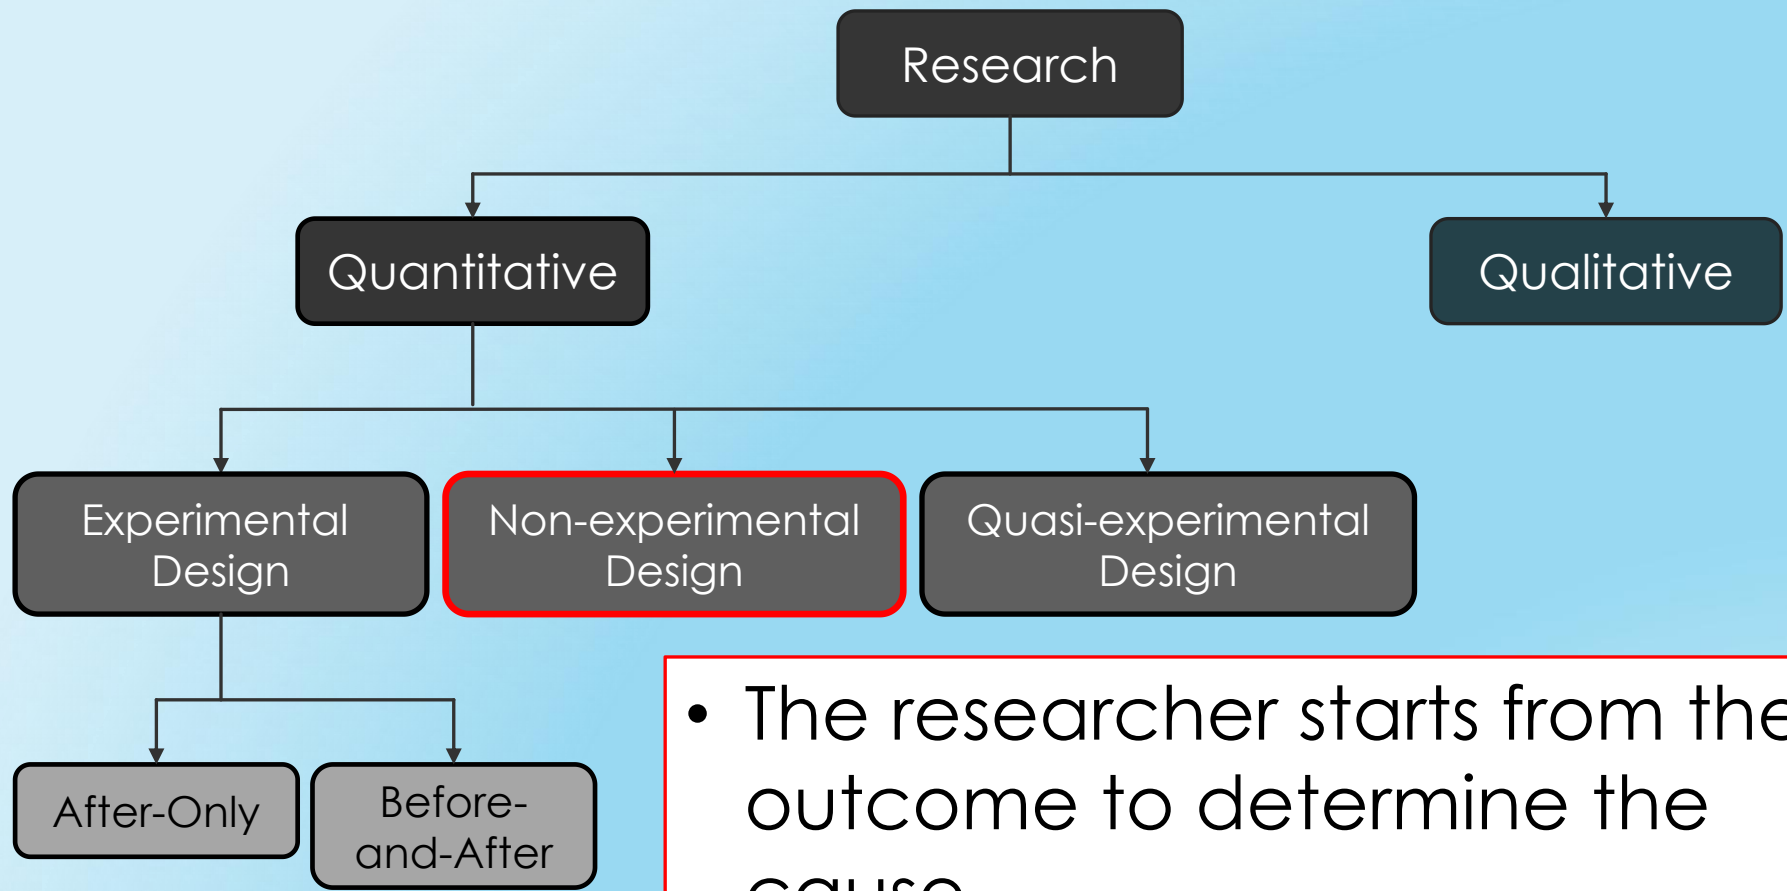 Research
Quantitative
Qualitative
Experimental
Design
Non-experimental
Design
Quasi-experimental
Design
After-Only
Before-
and-After
• The researcher starts from the
outcome to determine the
cause